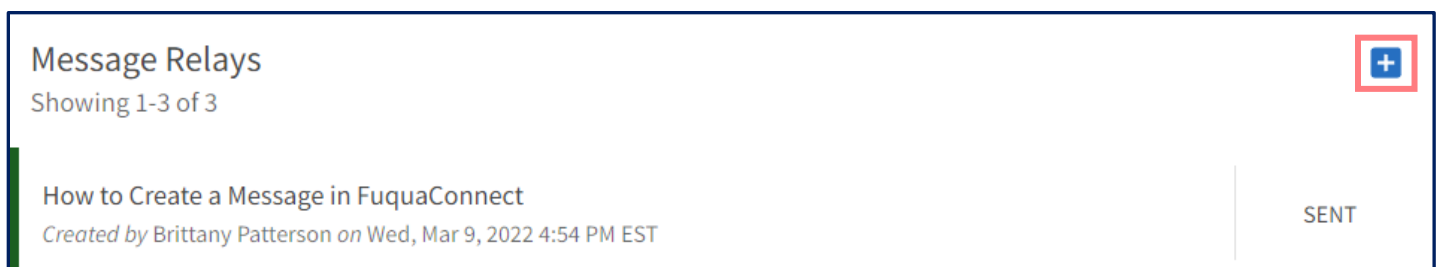 Message Relays
Showing 1-3 of 3
How to Create a Message in FuquaConnect
Created by Brittany Patterson on Wed, Mar 9, 2022 4:54 PM EST
SENT